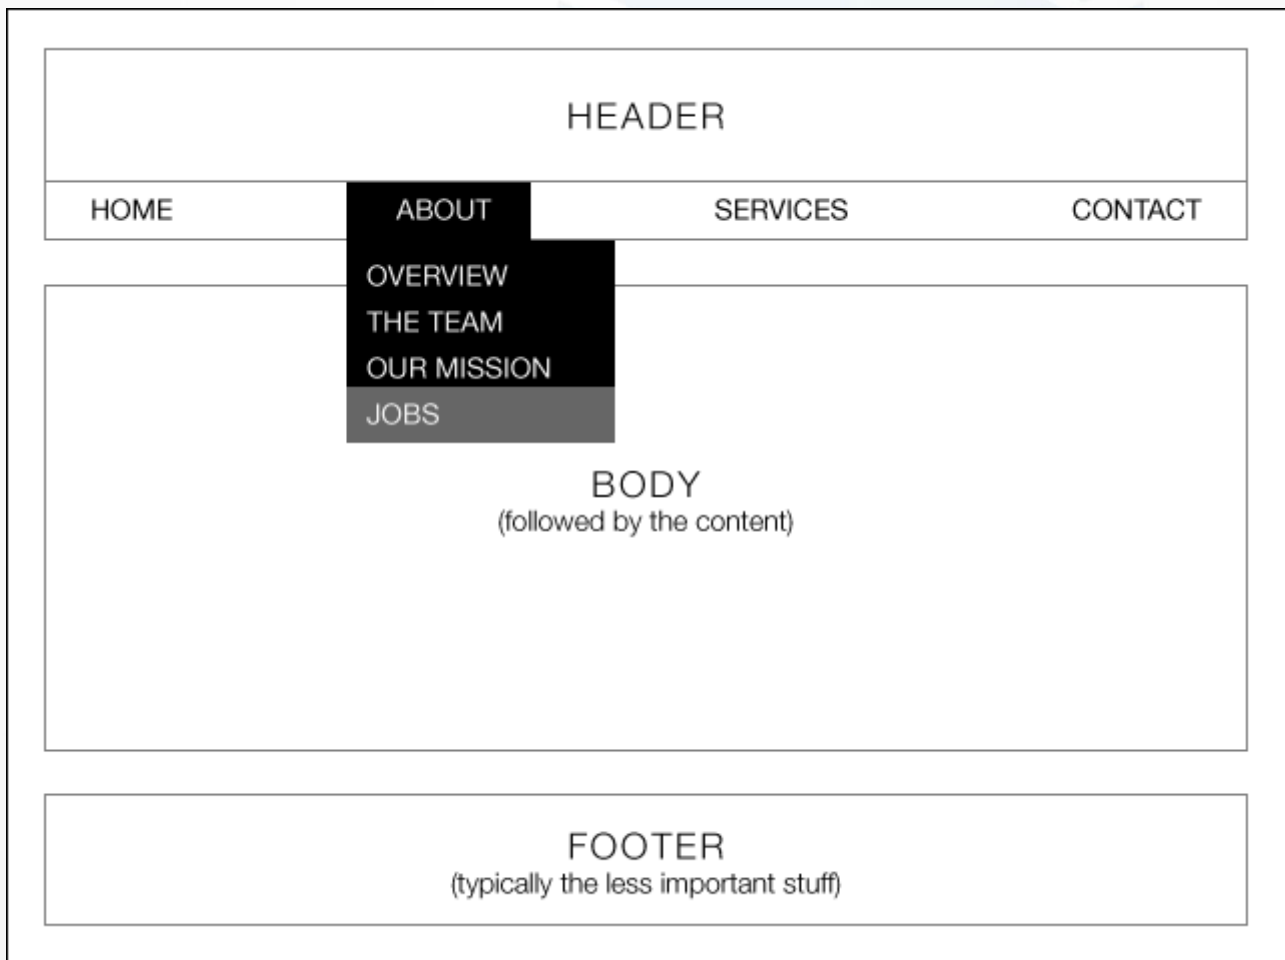 HEADER
HOME ABOUT SERVICES CONTACT
OVERVIEW
THE TEAM
OUR MISSION
JOBS
BODY
(followed by the content)
FOOTER
(typically the less important stuff)